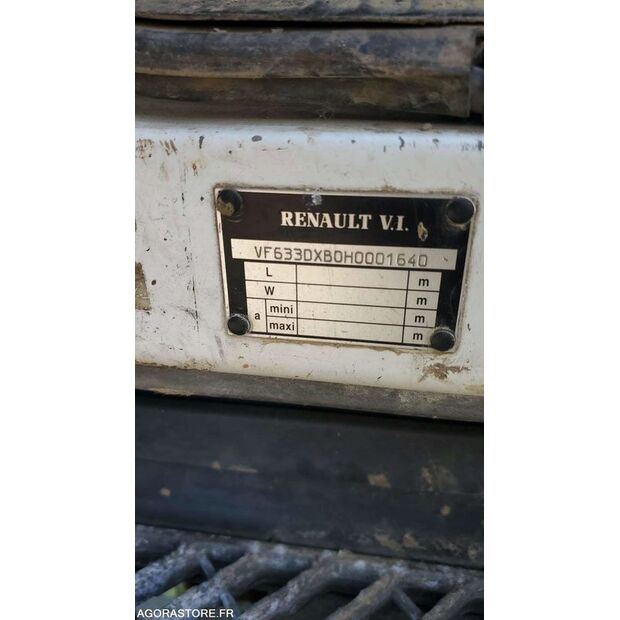 RENAULT V.I.
VF633DXB0H0001640
L m
W m
a mini m
maxi m
AGORASTORE.FR